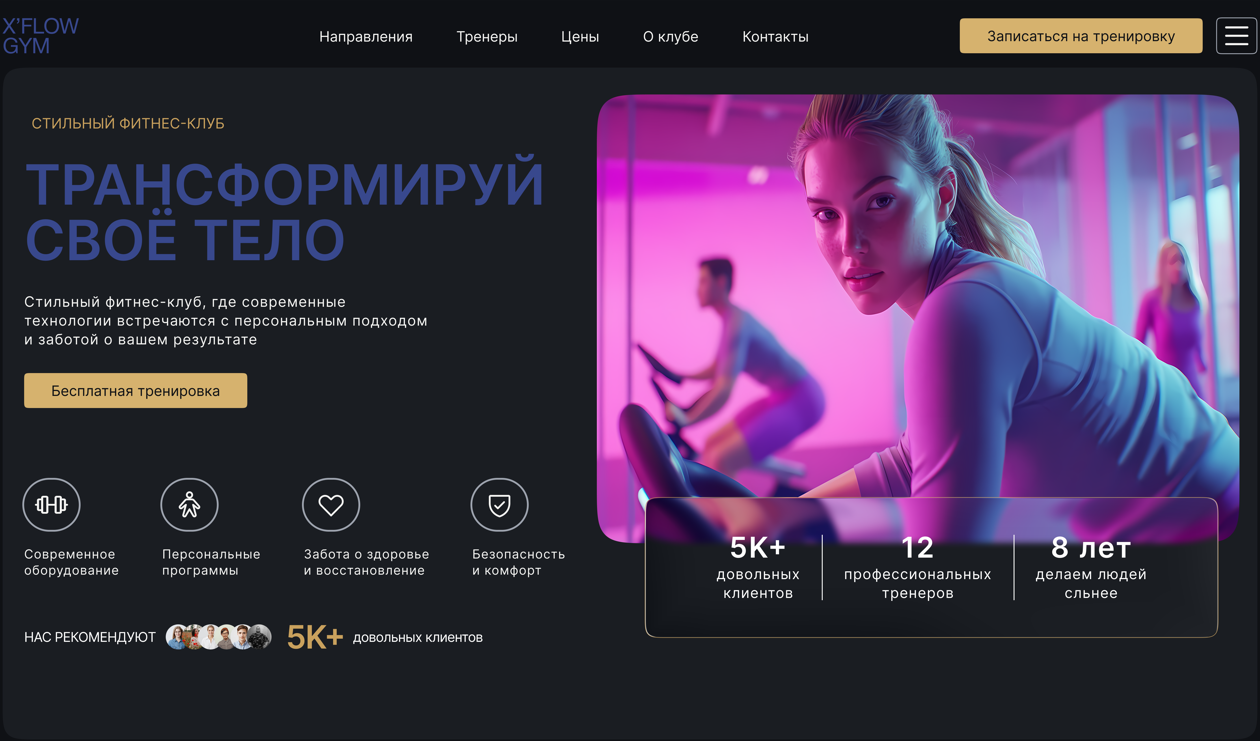 X'FLOW
GYM
Направления
Тренеры
Цены
О клубе
Контакты
Записаться на тренировку
СТИЛЬНЫЙ ФИТНЕС-КЛУБ
ТРАНСФОРМИРУЙ
СВОЁ ТЕЛО
Стильный фитнес-клуб, где современные
технологии встречаются с персональным подходом
и заботой о вашем результате
Бесплатная тренировка
Современное
оборудование
Персональные
программы
Забота о здоровье
и восстановление
Безопасность
и комфорт
НАС РЕКОМЕНДУЮТ
5K+ довольных клиентов
5K+
довольных
клиентов
12
профессиональных
тренеров
8 лет
делаем людей
сльнее